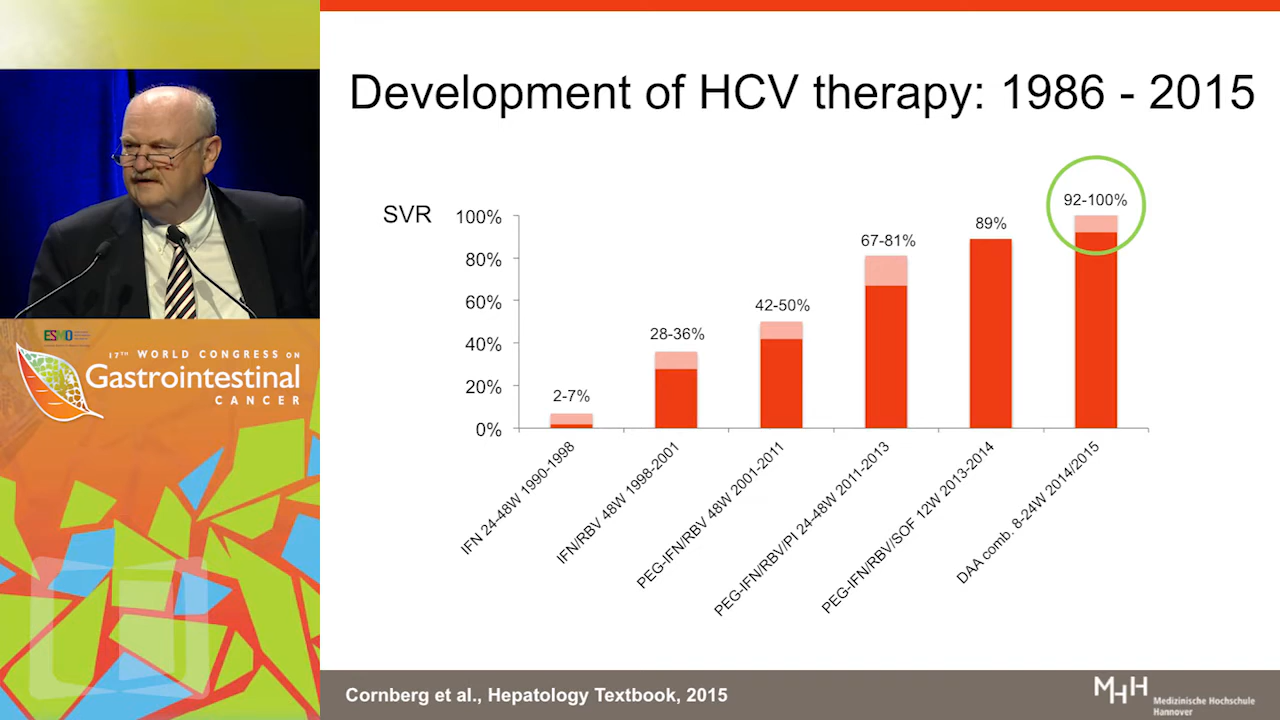 Development of HCV therapy: 1986 - 2015
SVR
100%
80%
60%
40%
20%
0%
2-7%
28-36%
42-50%
67-81%
89%
92-100%
IFN 24-48W 1990-1998
IFN/RBV 48W 1998-2001
PEG-IFN/RBV 48W 2001-2011
PEG-IFN/RBV/PI 24-48W 2011-2013
PEG-IFN/RBV//SOF 12W 2013-2014
DAA comb. 8-24W 2014/2015
Cornberg et al., Hepatology Textbook, 2015
MHH
Medizinische Hochschule
Hannover
ESMO
17TH WORLD CONGRESS ON
Gastrointestinal
CANCER